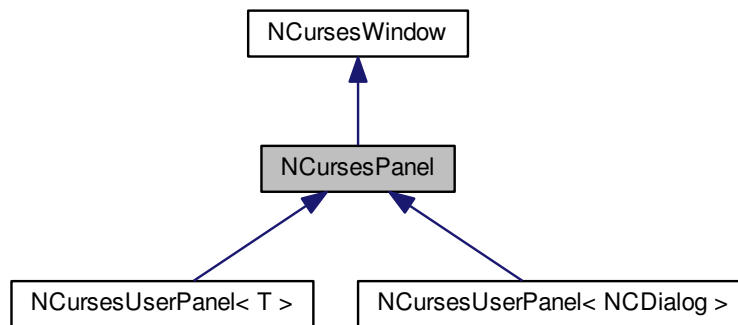 NCursesWindow
NCursesPanel
NCursesUserPanel< T >
NCursesUserPanel< NCDialog >